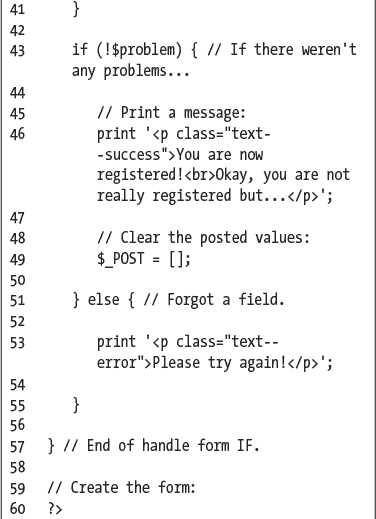 41 }
42
43 if (!$problem) { // If there weren't
any problems...
44
45 // Print a message:
46 print '<p class="text-
-success">You are now
registered!<br>Okay, you are not
really registered but...</p>';
47
48 // Clear the posted values:
49 $_POST = [];
50
51 } else { // Forgot a field.
52
53 print '<p class="text--
error">Please try again!</p>';
54
55 }
56
57 } // End of handle form IF.
58
59 // Create the form:
60 ?>